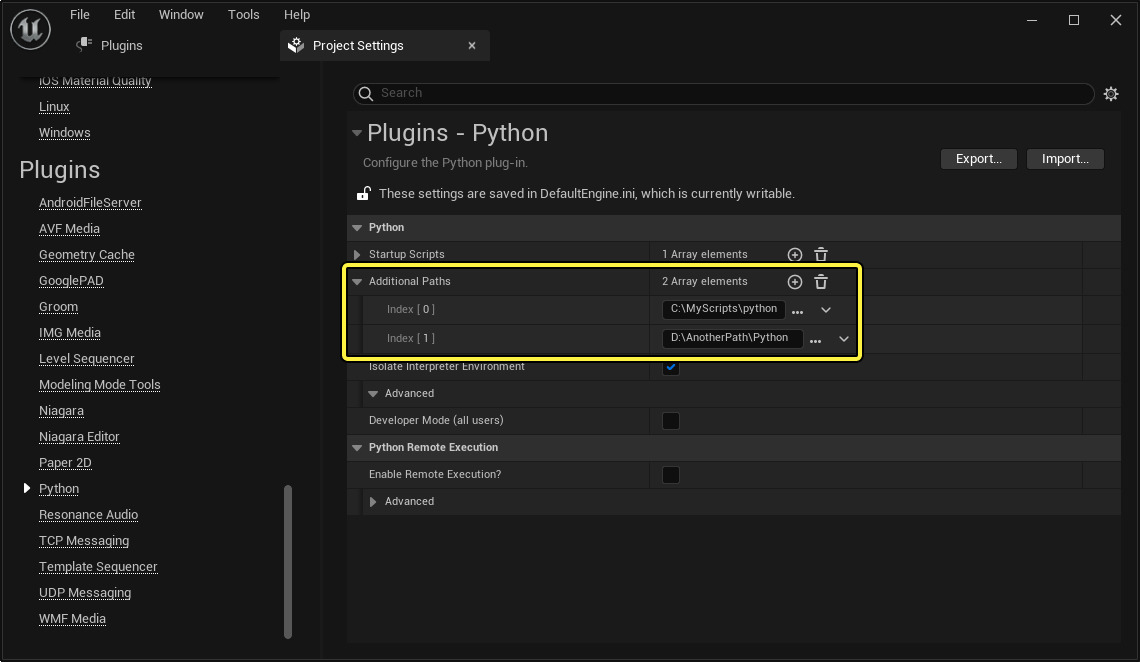 File Edit Window Tools Help
Plugins
Project Settings
iOS Material Quality
Linux
Windows
Plugins
AndroidFileServer
AVF Media
Geometry Cache
GooglePAD
Groom
IMG Media
Level Sequencer
Modeling Mode Tools
Niagara
Niagara Editor
Paper 2D
Python
Resonance Audio
TCP Messaging
Template Sequencer
UDP Messaging
WMF Media
Search
Plugins - Python
Configure the Python plug-in.
Export...
Import...
These settings are saved in DefaultEngine.ini, which is currently writable.
Python
Startup Scripts 1 Array elements
Additional Paths 2 Array elements
Index [ 0 ] C:\MyScripts\python ...
Index [ 1 ] D:\AnotherPath\Python ...
Isolate Interpreter Environment
Advanced
Developer Mode (all users)
Python Remote Execution
Enable Remote Execution?
Advanced